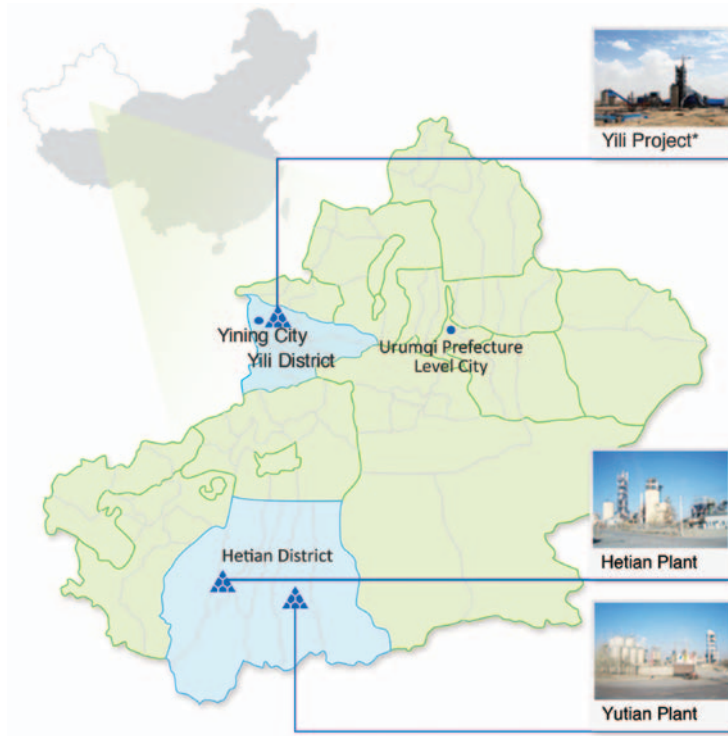 Yili Project*
Yining City
Yili District
Urumqi Prefecture
Level City
Hetian District
Hetian Plant
Yutian Plant